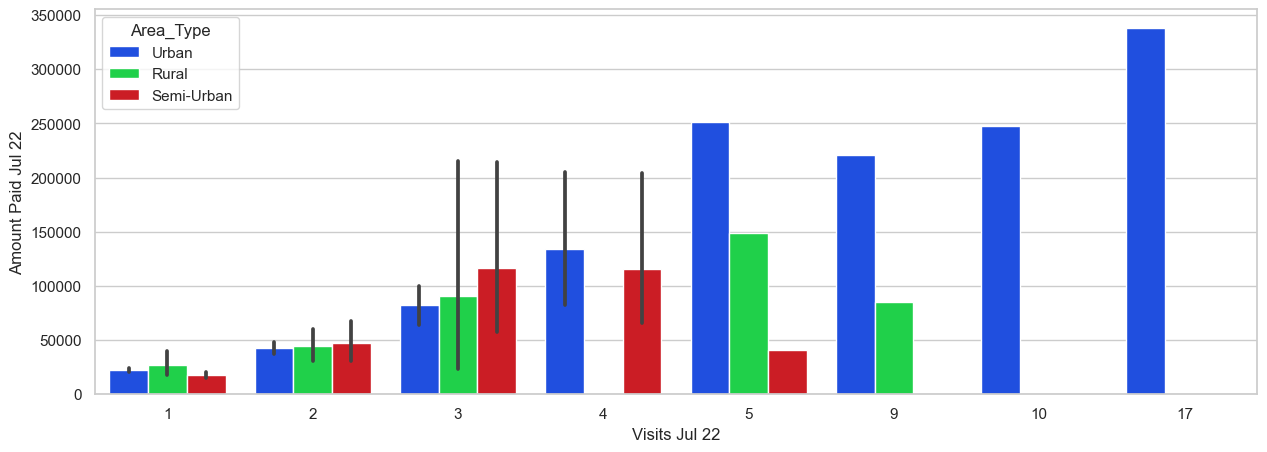 Area_Type
Urban
Rural
Semi-Urban
Amount Paid Jul 22
350000
300000
250000
200000
150000
100000
50000
0
1 2 3 4 5 9 10 17
Visits Jul 22